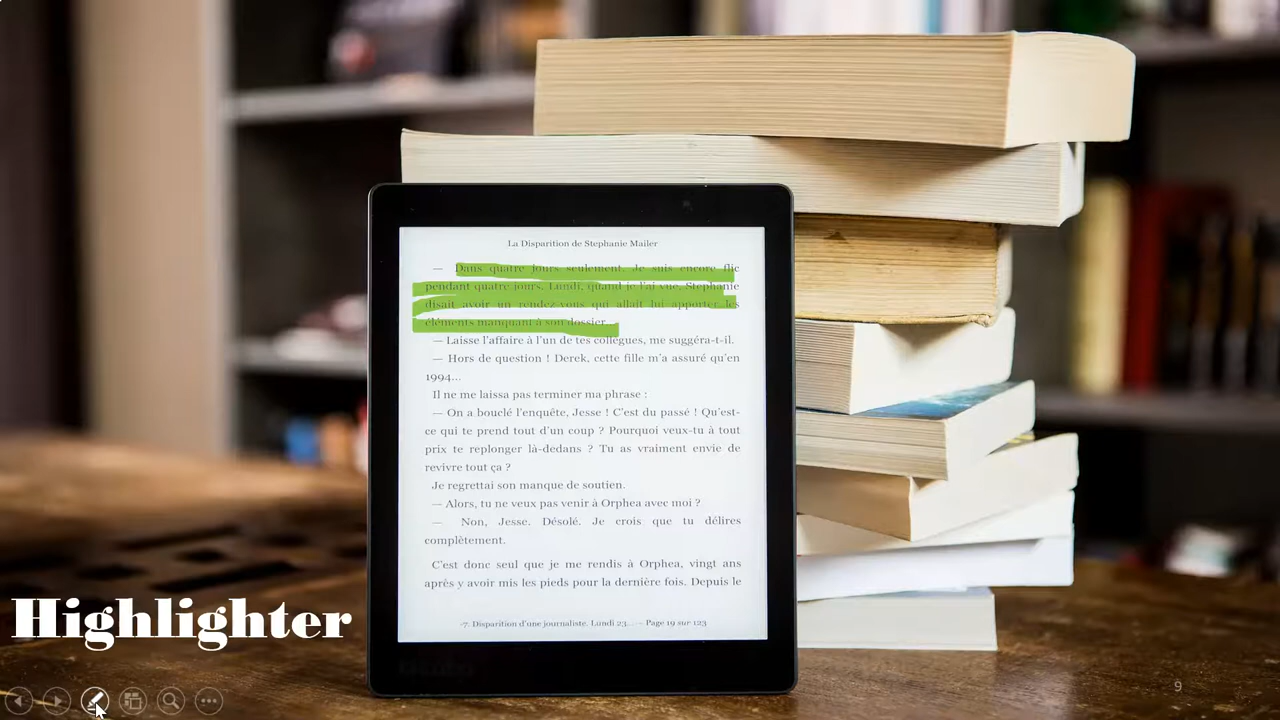 La Disparition de Stephanie Mailer
— Dans quatre jours seulement. Je suis encore flic
pendant quatre jours. Lundi, quand je l'ai vue, Stephanie
disait avoir un rendez-vous qui allait lui apporter les
éléments manquant à son dossier...
— Laisse l'affaire à l'un de tes collègues, me suggéra-t-il.
— Hors de question ! Derek, cette fille m'a assuré qu'en
1994...
Il ne me laissa pas terminer ma phrase :
— On a bouclé l'enquête, Jesse ! C'est du passé ! Qu'est-
ce qui te prend tout d'un coup ? Pourquoi veux-tu à tout
prix te replonger là-dedans ? Tu as vraiment envie de
revivre tout ça ?
Je regrettai son manque de soutien.
— Alors, tu ne veux pas venir à Orphea avec moi ?
— Non, Jesse. Désolé. Je crois que tu délires
complètement.
C'est donc seul que je me rendis à Orphea, vingt ans
après y avoir mis les pieds pour la dernière fois. Depuis le
-7. Disparition d'une journaliste. Lundi 23... – Page 19 sur 123
Highlighter
9